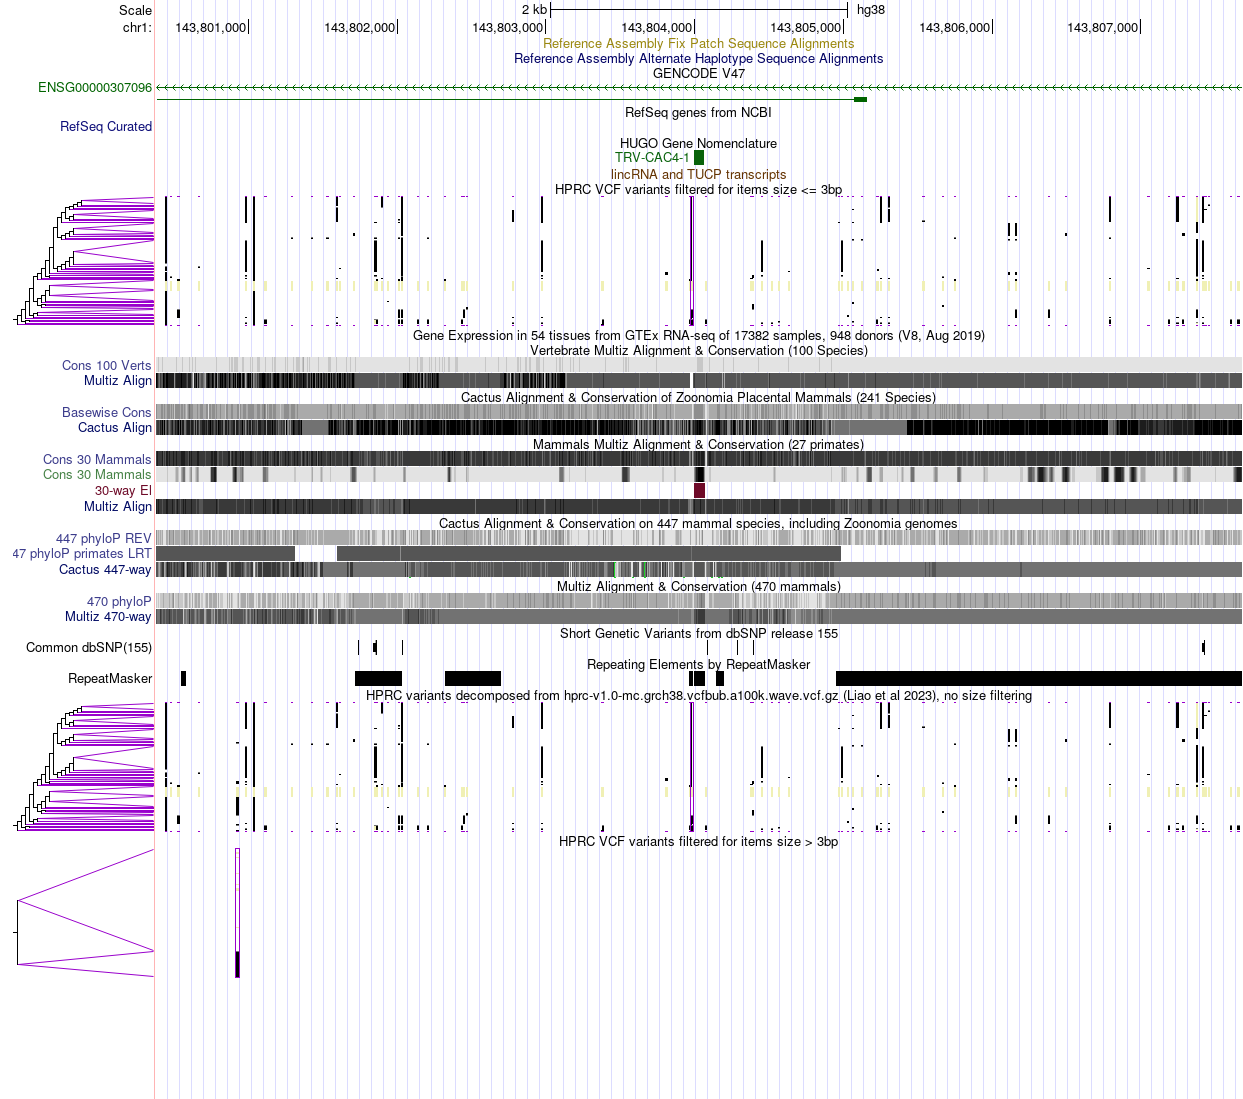 Scale 2 kb hg38
chr1: 143,801,000 143,802,000 143,803,000 143,804,000 143,805,000 143,806,000 143,807,000
Reference Assembly Fix Patch Sequence Alignments
Reference Assembly Alternate Haplotype Sequence Alignments
GENCODE V47
ENSG00000307096
RefSeq genes from NCBI
RefSeq Curated
HUGO Gene Nomenclature
TRV-CAC4-1
lincRNA and TUCP transcripts
HPRC VCF variants filtered for items size <= 3bp
Gene Expression in 54 tissues from GTEx RNA-seq of 17382 samples, 948 donors (V8, Aug 2019)
Vertebrate Multiz Alignment & Conservation (100 Species)
Cons 100 Verts
Multiz Align
Cactus Alignment & Conservation of Zoonomia Placental Mammals (241 Species)
Basewise Cons
Cactus Align
Mammals Multiz Alignment & Conservation (27 primates)
Cons 30 Mammals
Cons 30 Mammals
30-way El
Multiz Align
Cactus Alignment & Conservation on 447 mammal species, including Zoonomia genomes
447 phyloP REV
47 phyloP primates LRT
Cactus 447-way
Multiz Alignment & Conservation (470 mammals)
470 phyloP
Multiz 470-way
Short Genetic Variants from dbSNP release 155
Common dbSNP(155)
Repeating Elements by RepeatMasker
RepeatMasker
HPRC variants decomposed from hprc-v1.0-mc.grch38.vcfbub.a100k.wave.vcf.gz (Liao et al 2023), no size filtering
HPRC VCF variants filtered for items size > 3bp